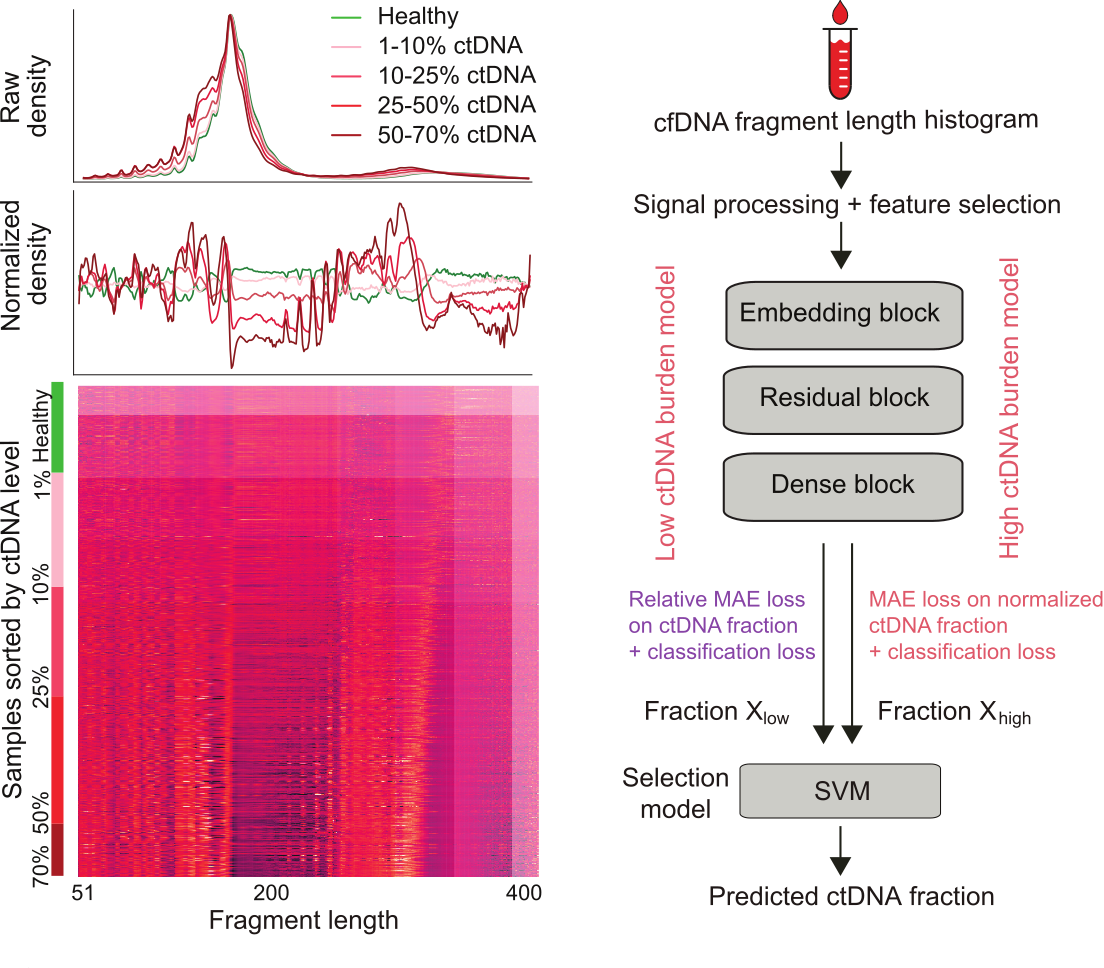 Raw
density
Healthy
1-10% ctDNA
10-25% ctDNA
25-50% ctDNA
50-70% ctDNA
Normalized
density
Samples sorted by ctDNA level
Healthy
1%
10%
25%
50%
70%
51
200
400
Fragment length
cfDNA fragment length histogram
Signal processing + feature selection
Low ctDNA burden model
Embedding block
Residual block
Dense block
High ctDNA burden model
Relative MAE loss
on ctDNA fraction
+ classification loss
MAE loss on normalized
ctDNA fraction
+ classification loss
Fraction Xlow
Fraction Xhigh
Selection
model
SVM
Predicted ctDNA fraction